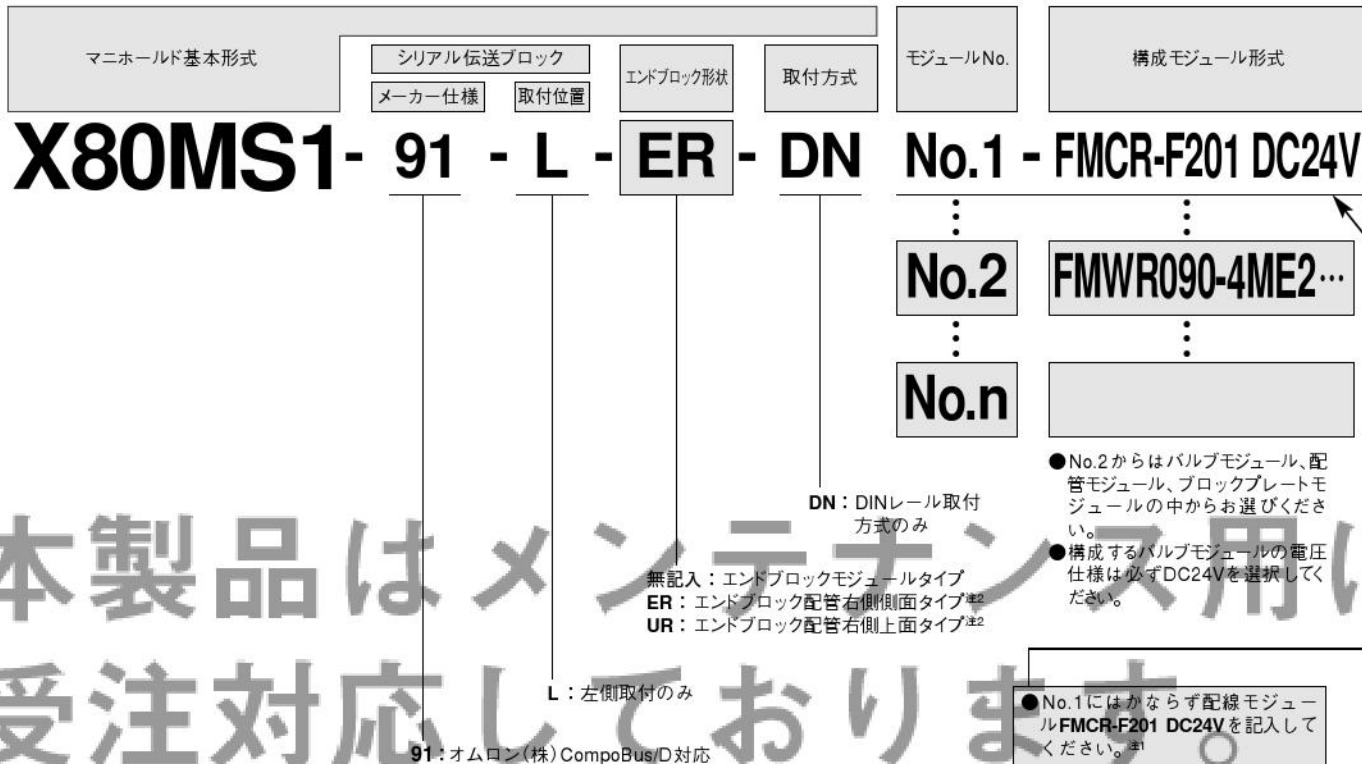 マニホールド基本形式
シリアル伝送ブロック
メーカー仕様
取付位置
エンドブロック形状
取付方式
モジュールNo.
構成モジュール形式
X80MS1- 91 - L - ER - DN No.1 - FMCR-F201 DC24V
No.2 FMWR090-4ME2…
No.n
●No.2からはバルブモジュール、配
管モジュール、ブロックプレートモ
ジュールの中からお選びくださ
い。
●構成するバルブモジュールの電圧
仕様は必ずDC24Vを選択してく
ださい。
DN：DINレール取付
方式のみ
本製品はメンテナンス用に
無記入：エンドブロックモジュールタイプ
ER：エンドブロック配管右側側面タイプ注2
UR：エンドブロック配管右側上面タイプ注2
L：左側取付のみ
受注対応しております。
●No.1にはかならず配線モジュー
ルFMCR-F201 DC24Vを記入して
ください。注1
91：オムロン(株)CompoBus/D対応